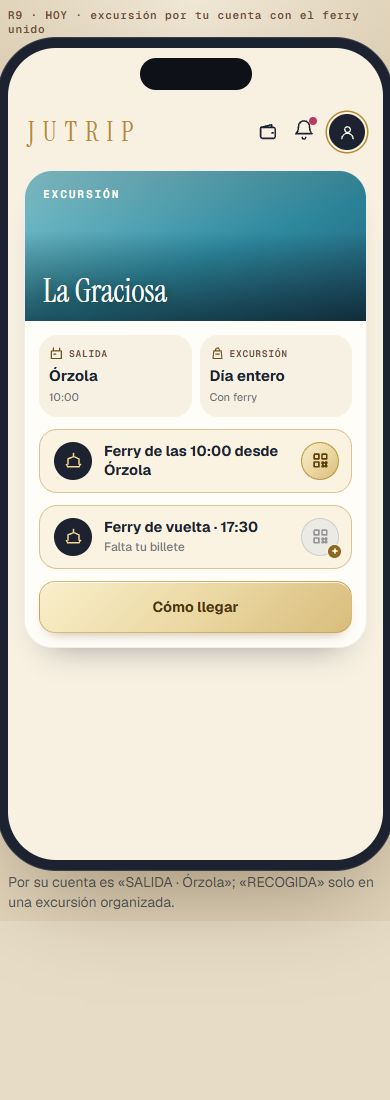 R9 · HOY · excursión por tu cuenta con el ferry
unido
JUTRIP
EXCURSIÓN
La Graciosa
SALIDA
Órzola
10:00
EXCURSIÓN
Día entero
Con ferry
Ferry de las 10:00 desde
Órzola
Ferry de vuelta · 17:30
Falta tu billete
Cómo llegar
Por su cuenta es «SALIDA · Órzola»; «RECOGIDA» solo en
una excursión organizada.